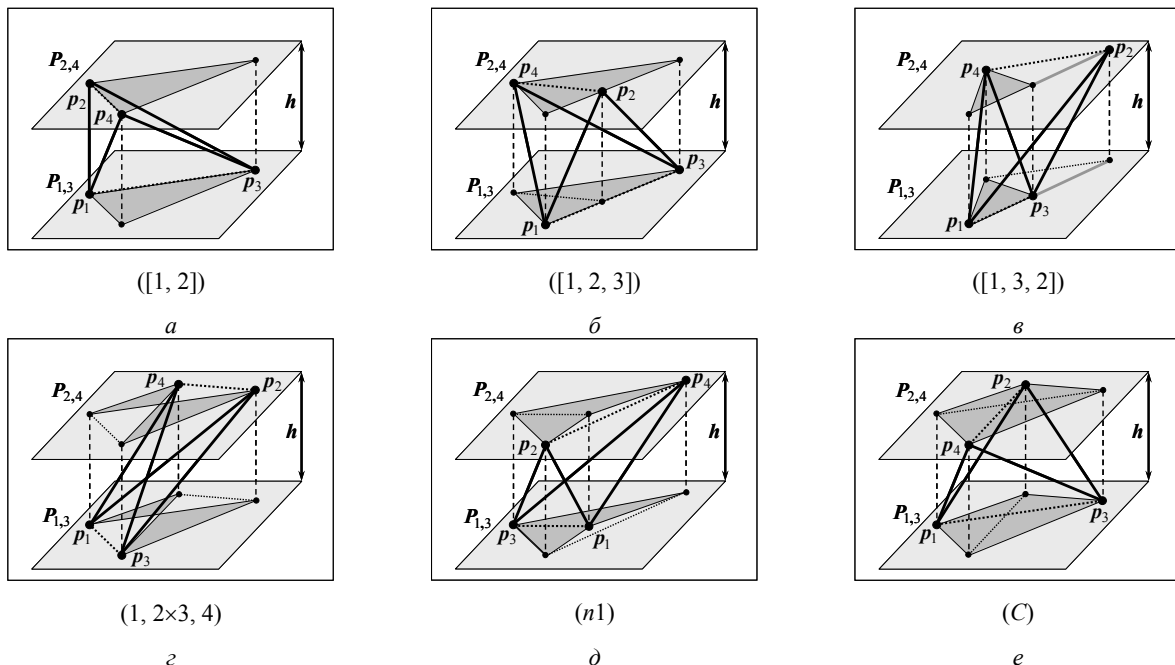 P2,4
p2
p4
h
P1,3
p1
p3
([1, 2])
а
P2,4
p4
p2
h
P1,3
p3
p1
([1, 2, 3])
б
P2,4
p4
p2
h
P1,3
p1
p3
([1, 3, 2])
в
P2,4
p4
p2
h
P1,3
p1
p3
(1, 2×3, 4)
г
P2,4
p4
p2
h
P1,3
p3
p1
(n1)
д
P2,4
p2
p4
h
P1,3
p1
p3
(C)
е